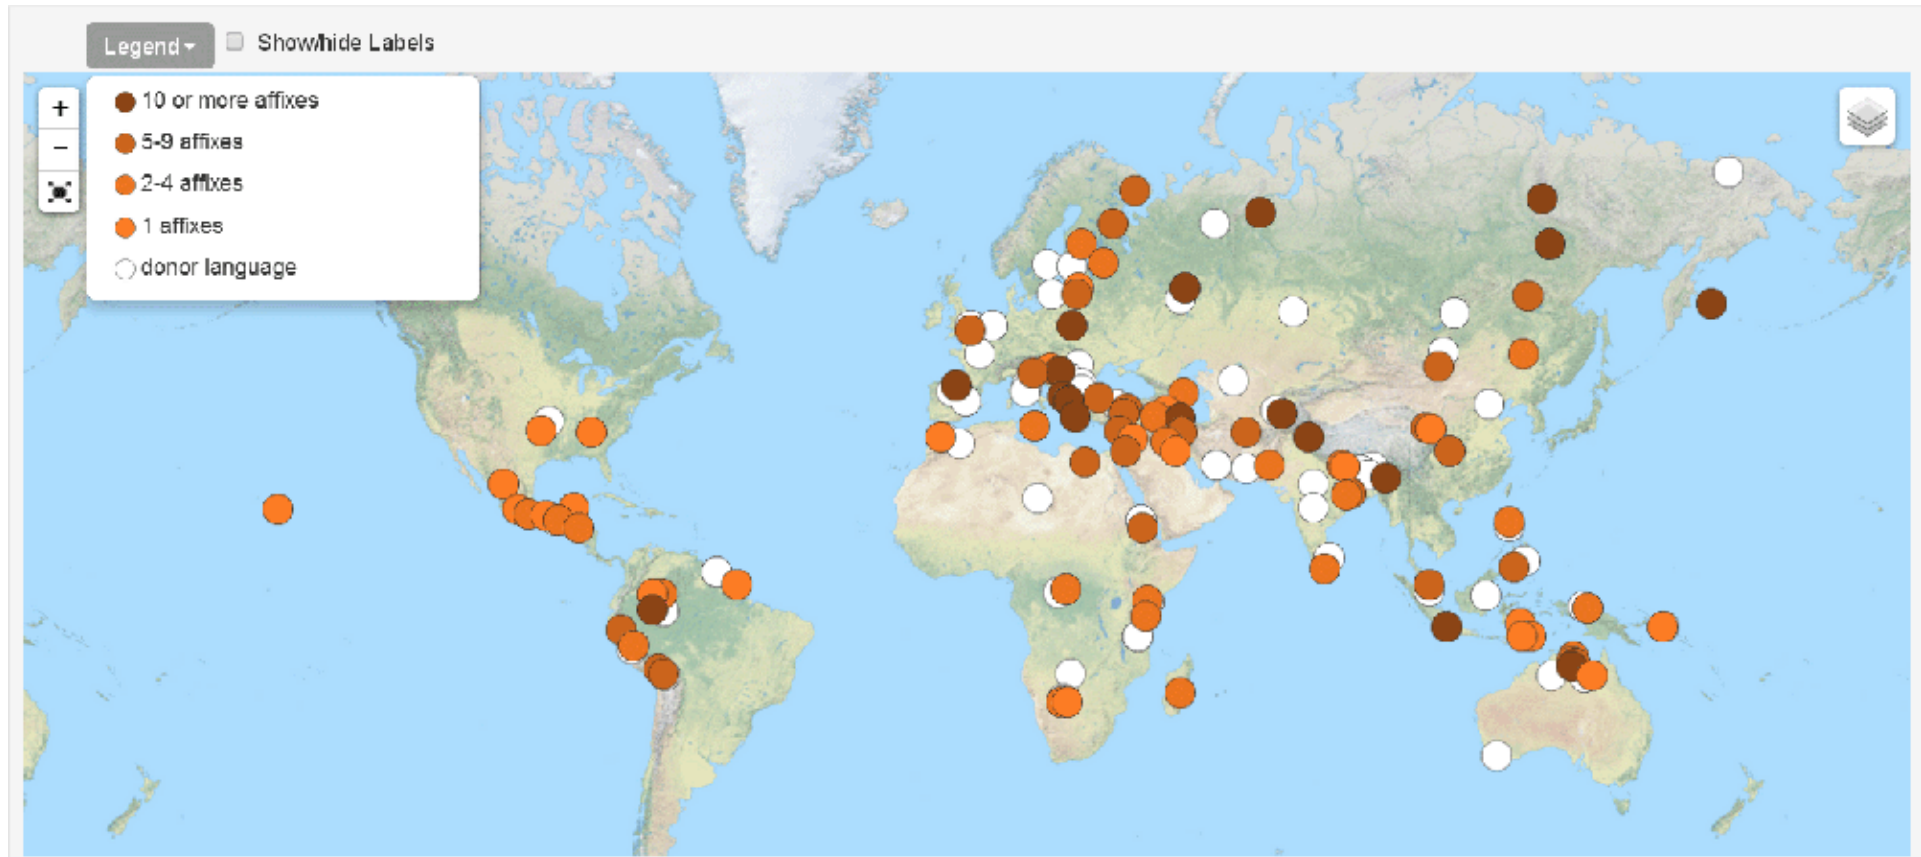 Legend
Show/hide Labels
+
10 or more affixes
−
5-9 affixes
2-4 affixes
1 affixes
donor language